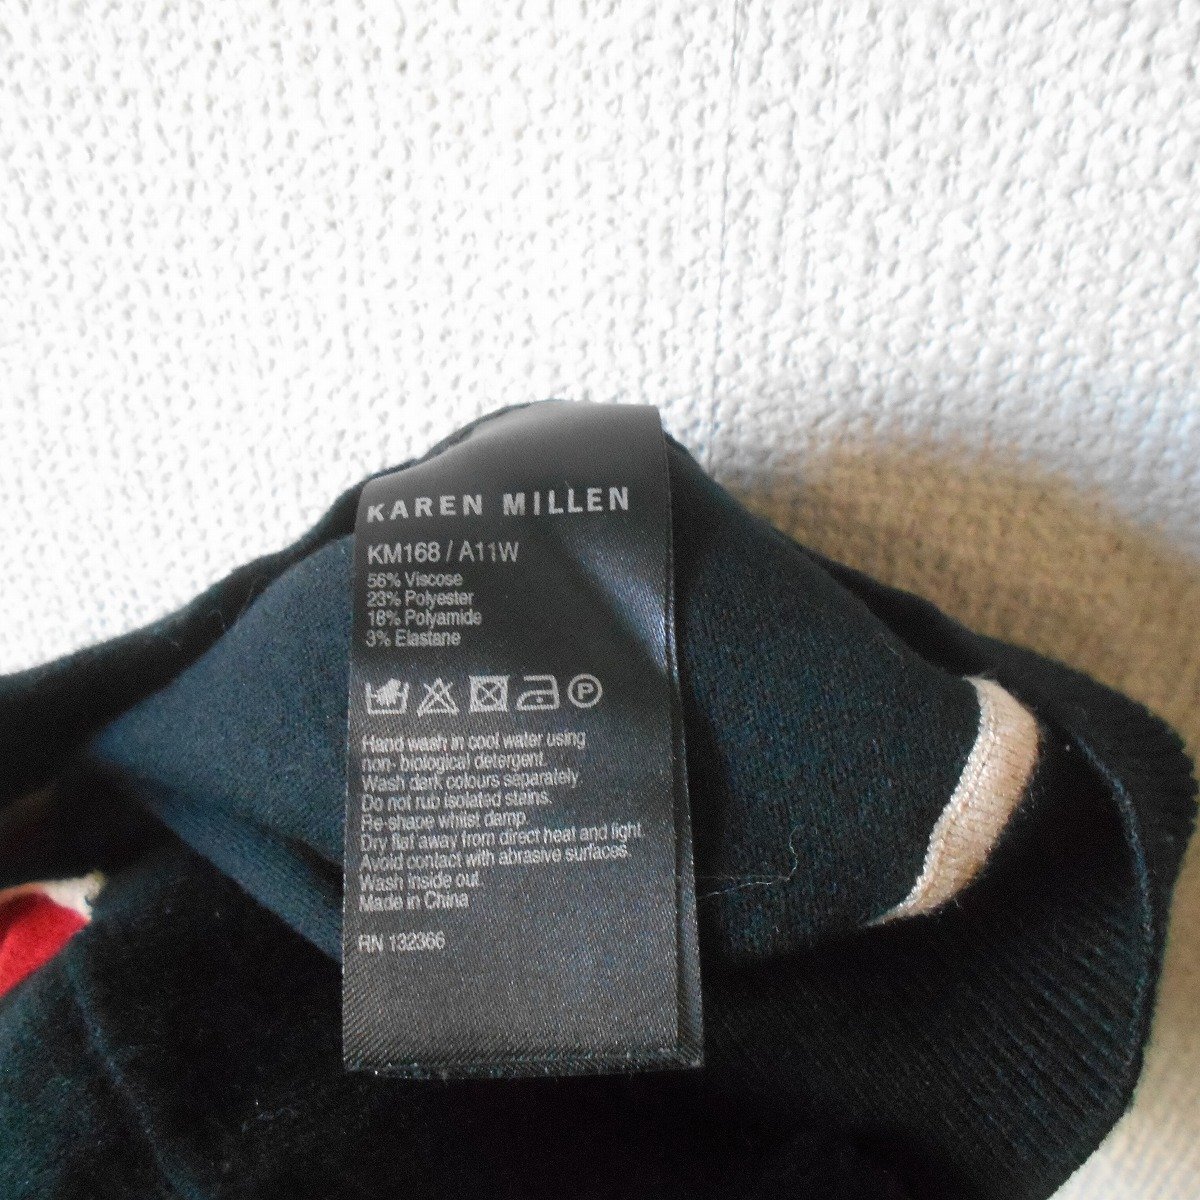 KAREN MILLEN
KM168 / A11W
56% Viscose
23% Polyester
18% Polyamide
3% Elastane
P
Hand wash in cool water using
non- biological detergent.
Wash dark colours separately.
Do not rub isolated stains.
Re-shape whilst damp.
Dry flat away from direct heat and light.
Avoid contact with abrasive surfaces.
Wash inside out.
Made in China
RN 132366